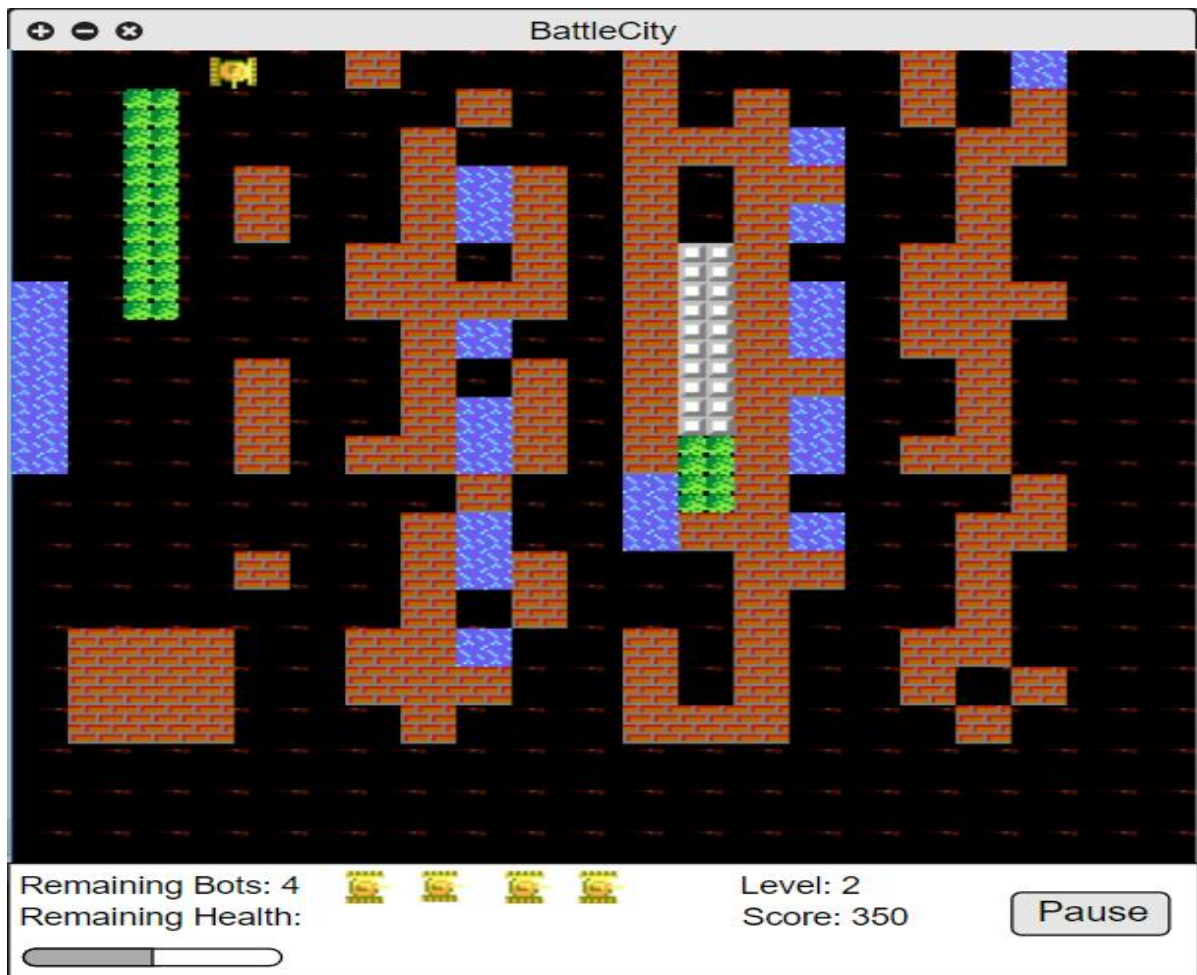 BattleCity
Remaining Bots: 4
Level: 2
Remaining Health:
Score: 350
Pause